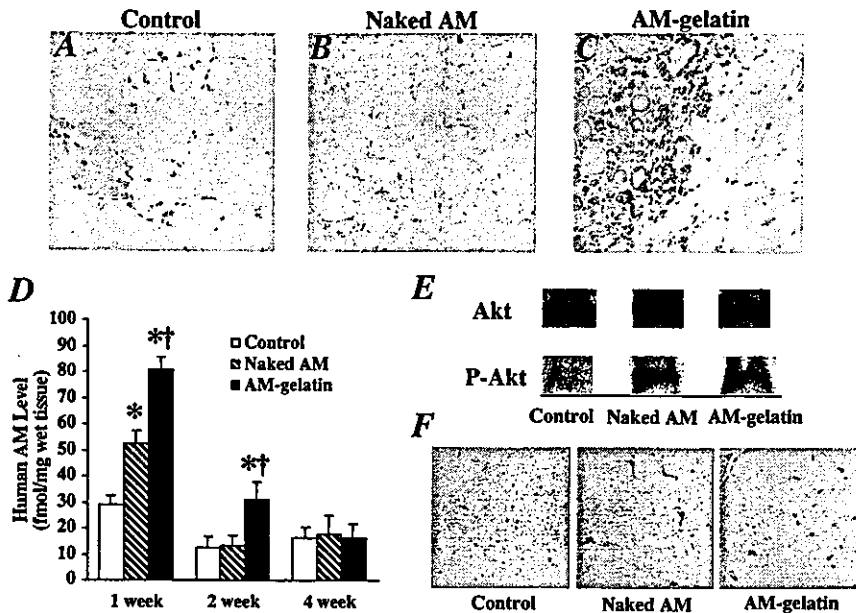 Control Naked AM AM-gelatin
A B C
D
Human AM Level
(fmol/mg wet tissue)
100
90
80
70
60
50
40
30
20
10
0
* *† *†
Control
Naked AM
AM-gelatin
1 week 2 week 4 week
E
Akt
P-Akt
Control Naked AM AM-gelatin
F
Control Naked AM AM-gelatin